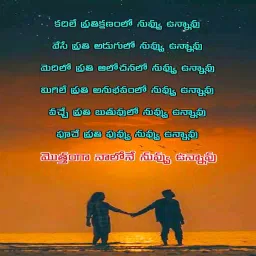 కదిలే ప్రతిక్షణంలో నువ్వు ఉన్నావు
వేసే ప్రతి అడుగులో నువ్వు ఉన్నావు
మెదిలో ప్రతి ఆలోచనలో నువ్వు ఉన్నావు
మిగిలే ప్రతి అనుభవంలో నువ్వు ఉన్నావు
వచ్చే ప్రతి ఋతువులో నువ్వు ఉన్నావు
పూచే ప్రతి పువ్వు నువ్వు ఉన్నావు
మొత్తంగా నాలోనే నువ్వు ఉన్నావు